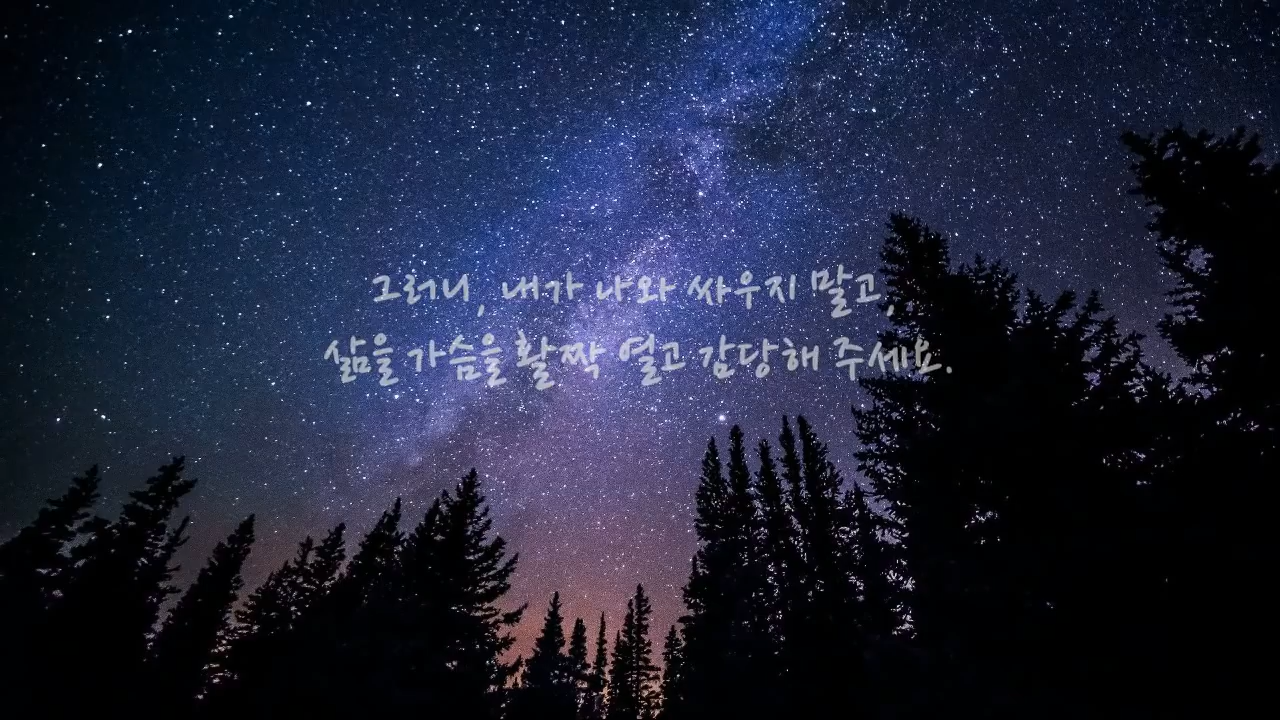 그러니, 내가 나와 싸우지 말고,
삶을 가슴을 활짝 열고 감당해 주세요.